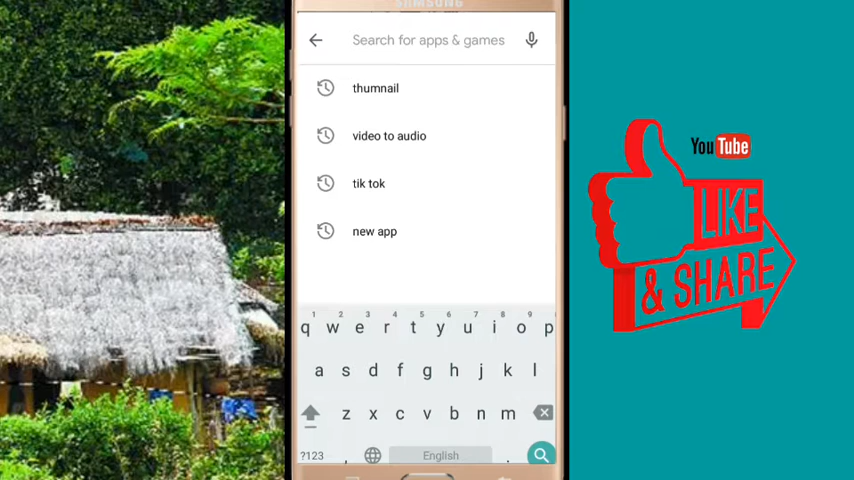 SAMSUNG
Search for apps & games
thumnail
video to audio
tik tok
new app
1 2 3 4 5 6 7 8 9
q w e r t y u i o p
a s d f g h j k l
z x c v b n m
?123 , English .
YouTube
LIKE
& SHARE